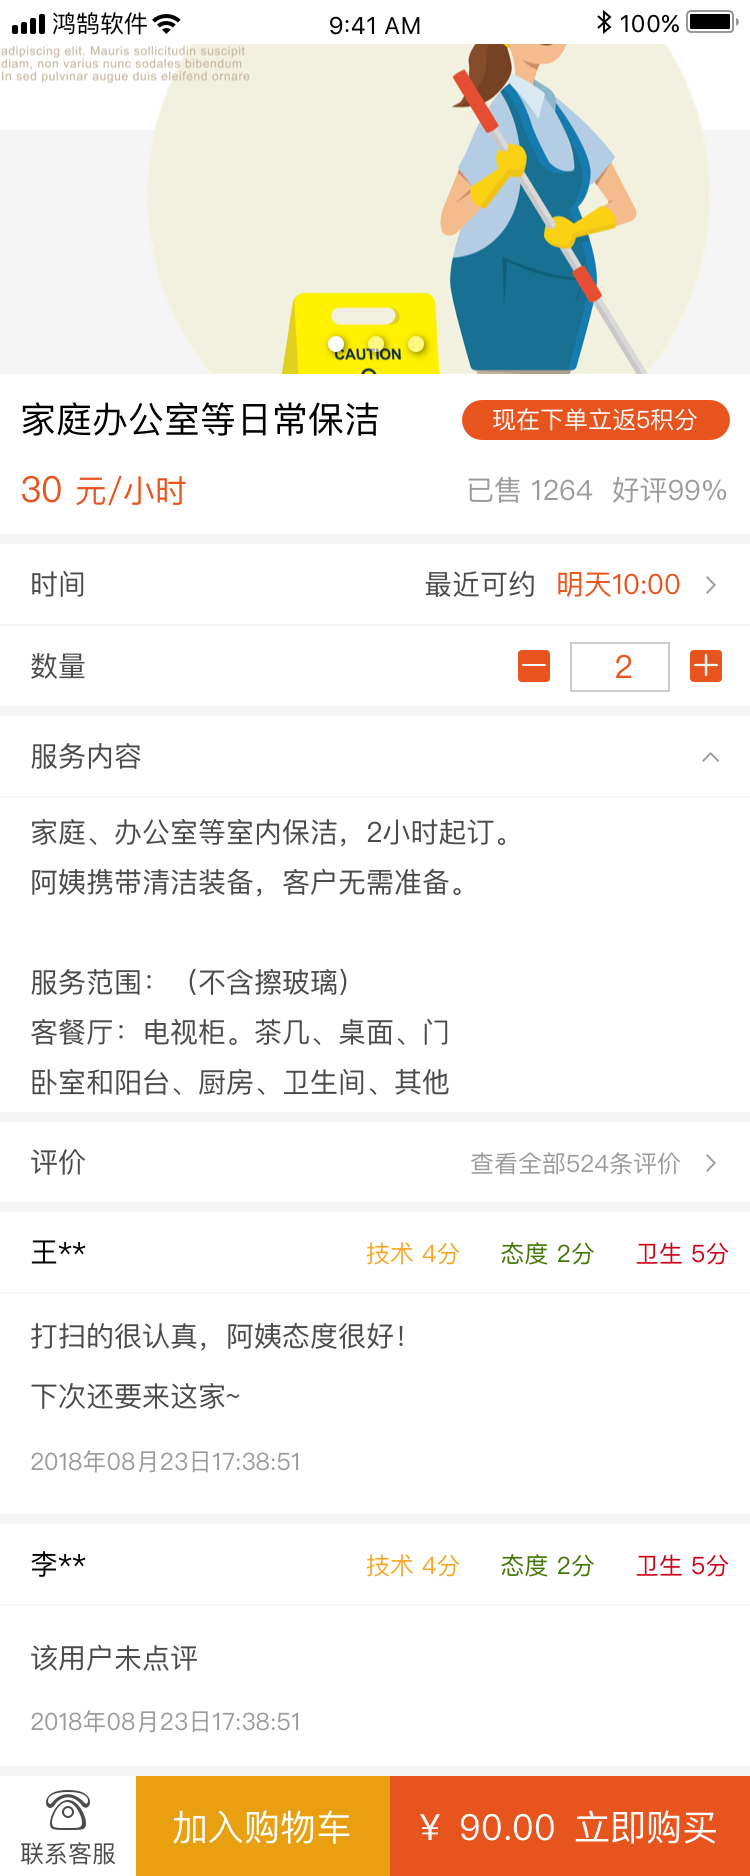 鸿鹄软件
9:41 AM
100%
adipiscing elit. Mauris sollicitudin suscipit
diam, non varius nunc sodales bibendum
In sed pulvinar augue duis eleifend ornare
CAUTION
家庭办公室等日常保洁
现在下单立返5积分
30 元/小时
已售 1264 好评99%
时间
最近可约 明天10:00
数量
2
服务内容
家庭、办公室等室内保洁，2小时起订。
阿姨携带清洁装备，客户无需准备。
服务范围：（不含擦玻璃）
客餐厅：电视柜。茶几、桌面、门
卧室和阳台、厨房、卫生间、其他
评价
查看全部524条评价
王**
技术 4分 态度 2分 卫生 5分
打扫的很认真，阿姨态度很好！
下次还要来这家~
2018年08月23日17:38:51
李**
技术 4分 态度 2分 卫生 5分
该用户未点评
2018年08月23日17:38:51
联系客服
加入购物车
¥ 90.00 立即购买